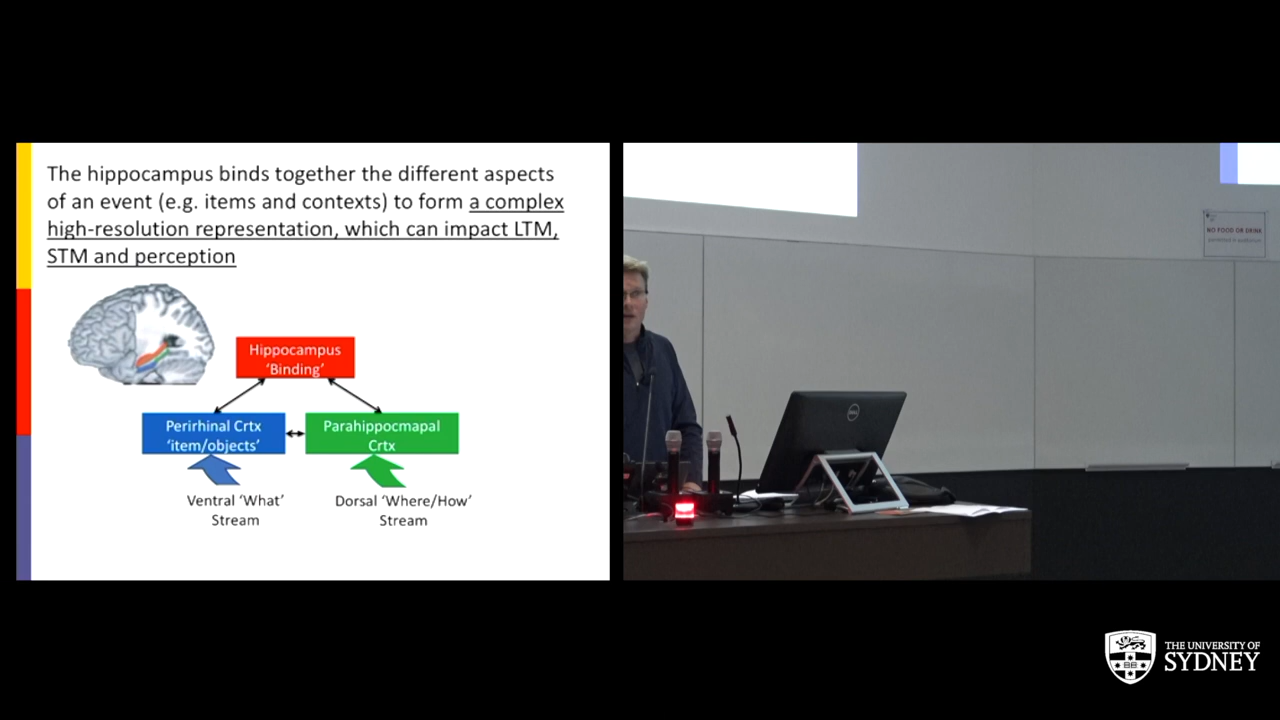 The hippocampus binds together the different aspects
of an event (e.g. items and contexts) to form a complex
high-resolution representation, which can impact LTM,
STM and perception
Hippocampus
'Binding'
Perirhinal Crtx
'item/objects'
Parahippocmapal
Crtx
Ventral 'What'
Stream
Dorsal 'Where/How'
Stream
NO FOOD OR DRINK
DELL
THE UNIVERSITY OF
SYDNEY